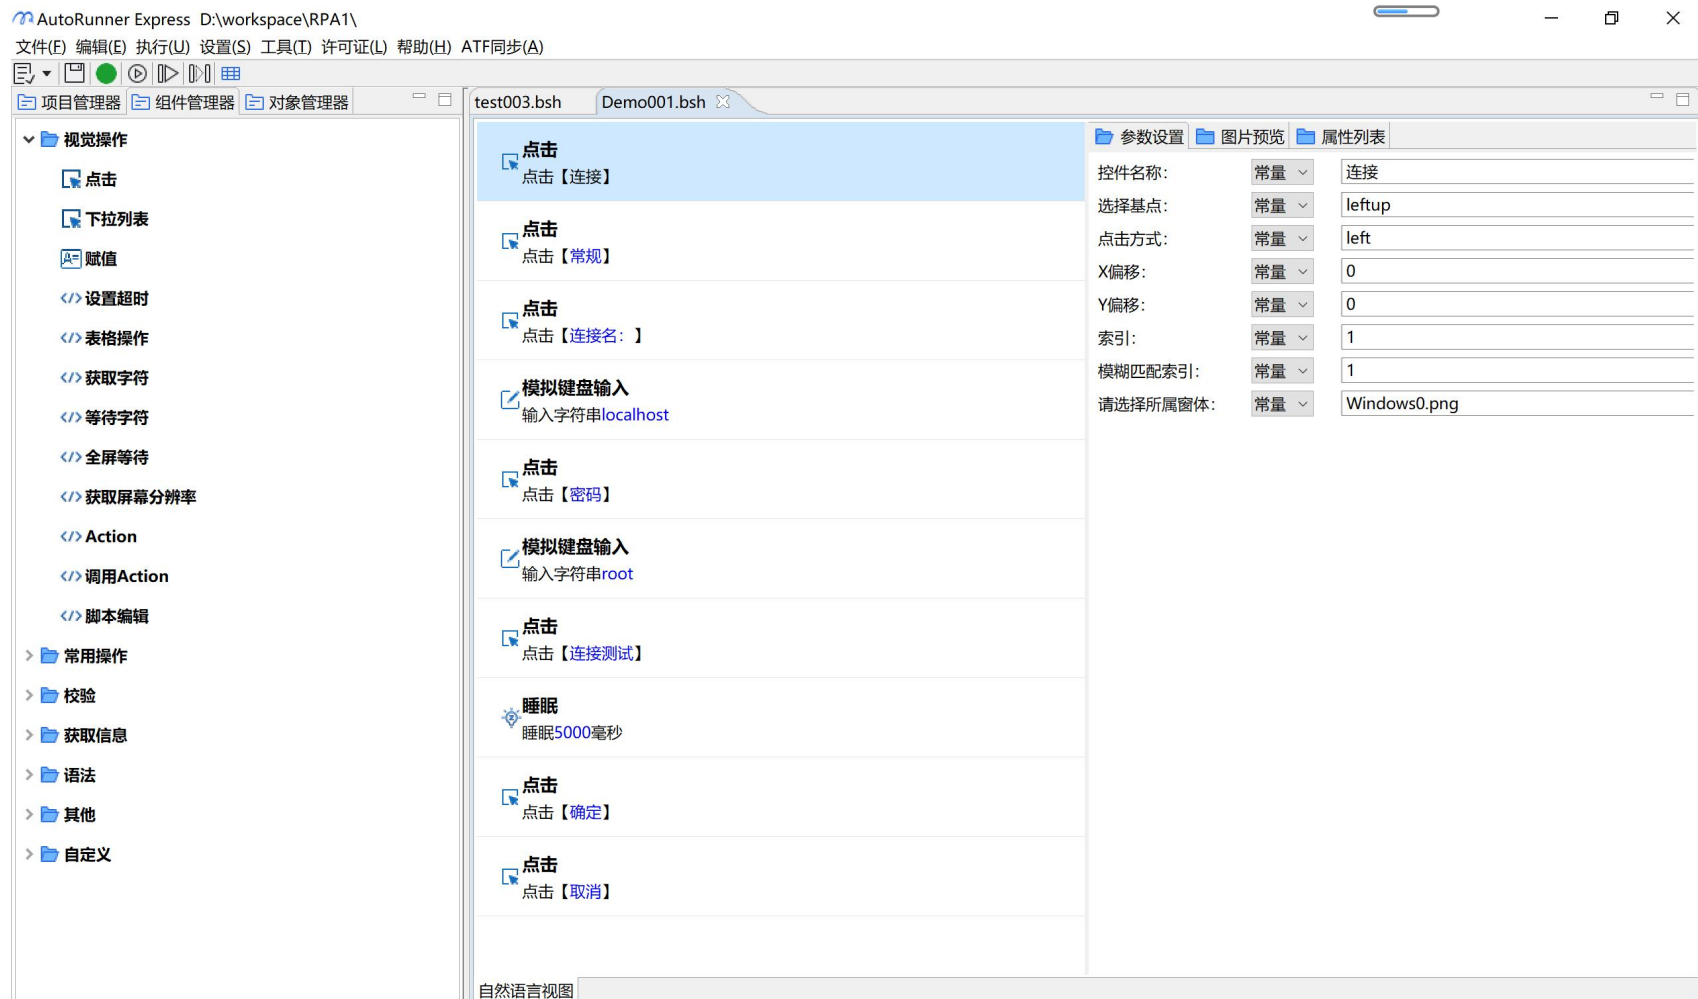 AutoRunner Express D:\workspace\RPA1\
文件(F) 编辑(E) 执行(U) 设置(S) 工具(T) 许可证(L) 帮助(H) ATF同步(A)
项目管理器 组件管理器 对象管理器
视觉操作
点击
下拉列表
赋值
</> 设置超时
</> 表格操作
</> 获取字符
</> 等待字符
</> 全屏等待
</> 获取屏幕分辨率
</> Action
</> 调用Action
</> 脚本编辑
常用操作
校验
获取信息
语法
其他
自定义
test003.bsh Demo001.bsh
点击
点击【连接】
点击
点击【常规】
点击
点击【连接名：】
模拟键盘输入
输入字符串localhost
点击
点击【密码】
模拟键盘输入
输入字符串root
点击
点击【连接测试】
睡眠
睡眠5000毫秒
点击
点击【确定】
点击
点击【取消】
自然语言视图
参数设置 图片预览 属性列表
控件名称： 常量 连接
选择基点： 常量 leftup
点击方式： 常量 left
X偏移： 常量 0
Y偏移： 常量 0
索引： 常量 1
模糊匹配索引： 常量 1
请选择所属窗体： 常量 Windows0.png